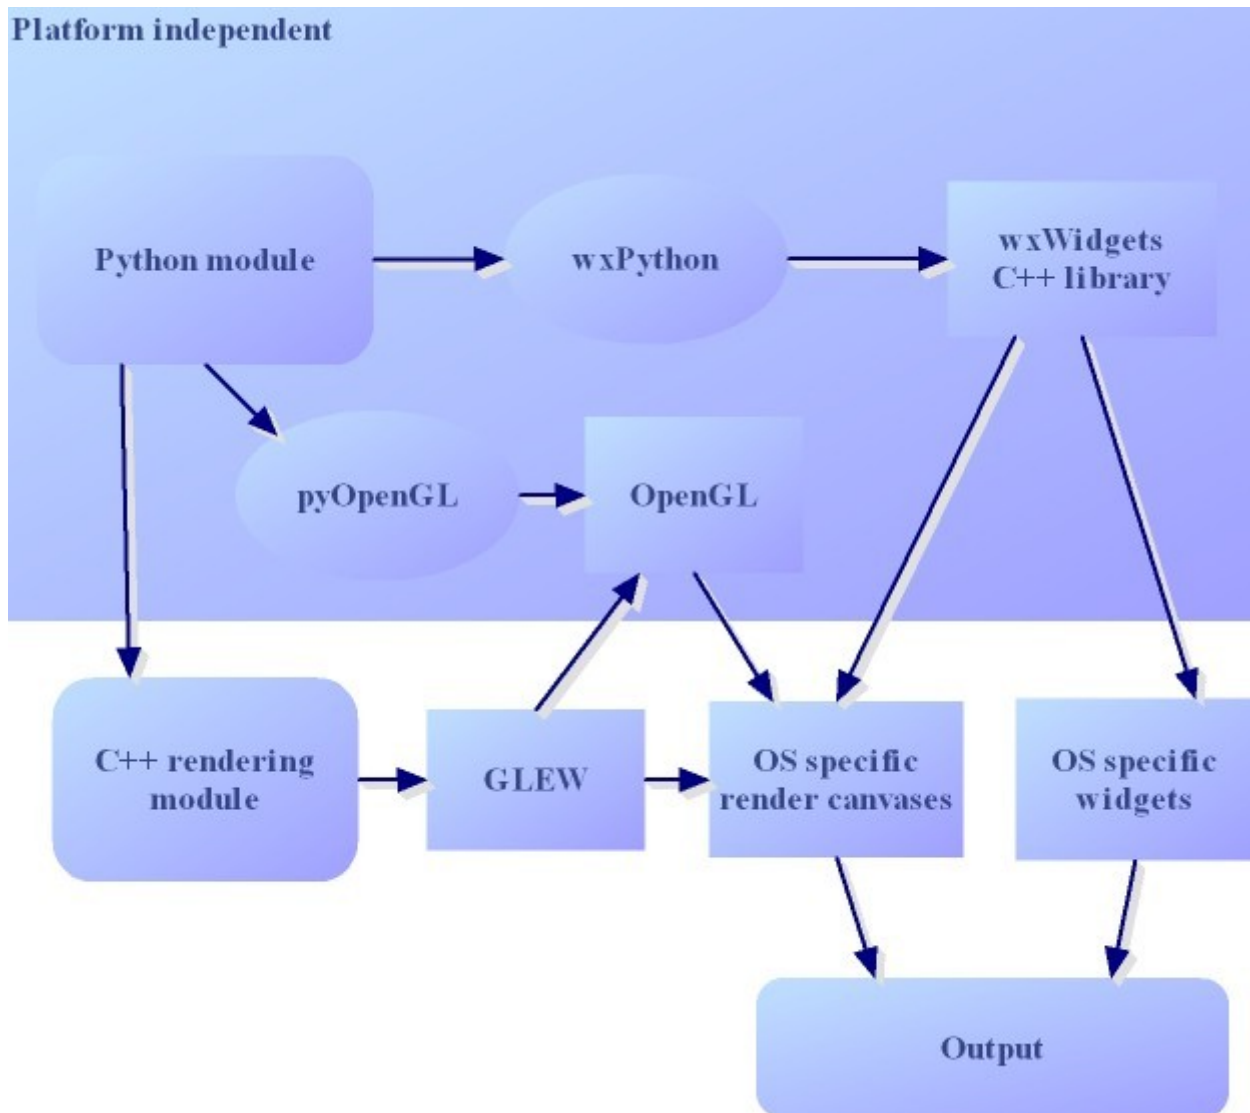 Platform independent
Python module
wxPython
wxWidgets
C++ library
pyOpenGL
OpenGL
C++ rendering
module
GLEW
OS specific
render canvases
OS specific
widgets
Output